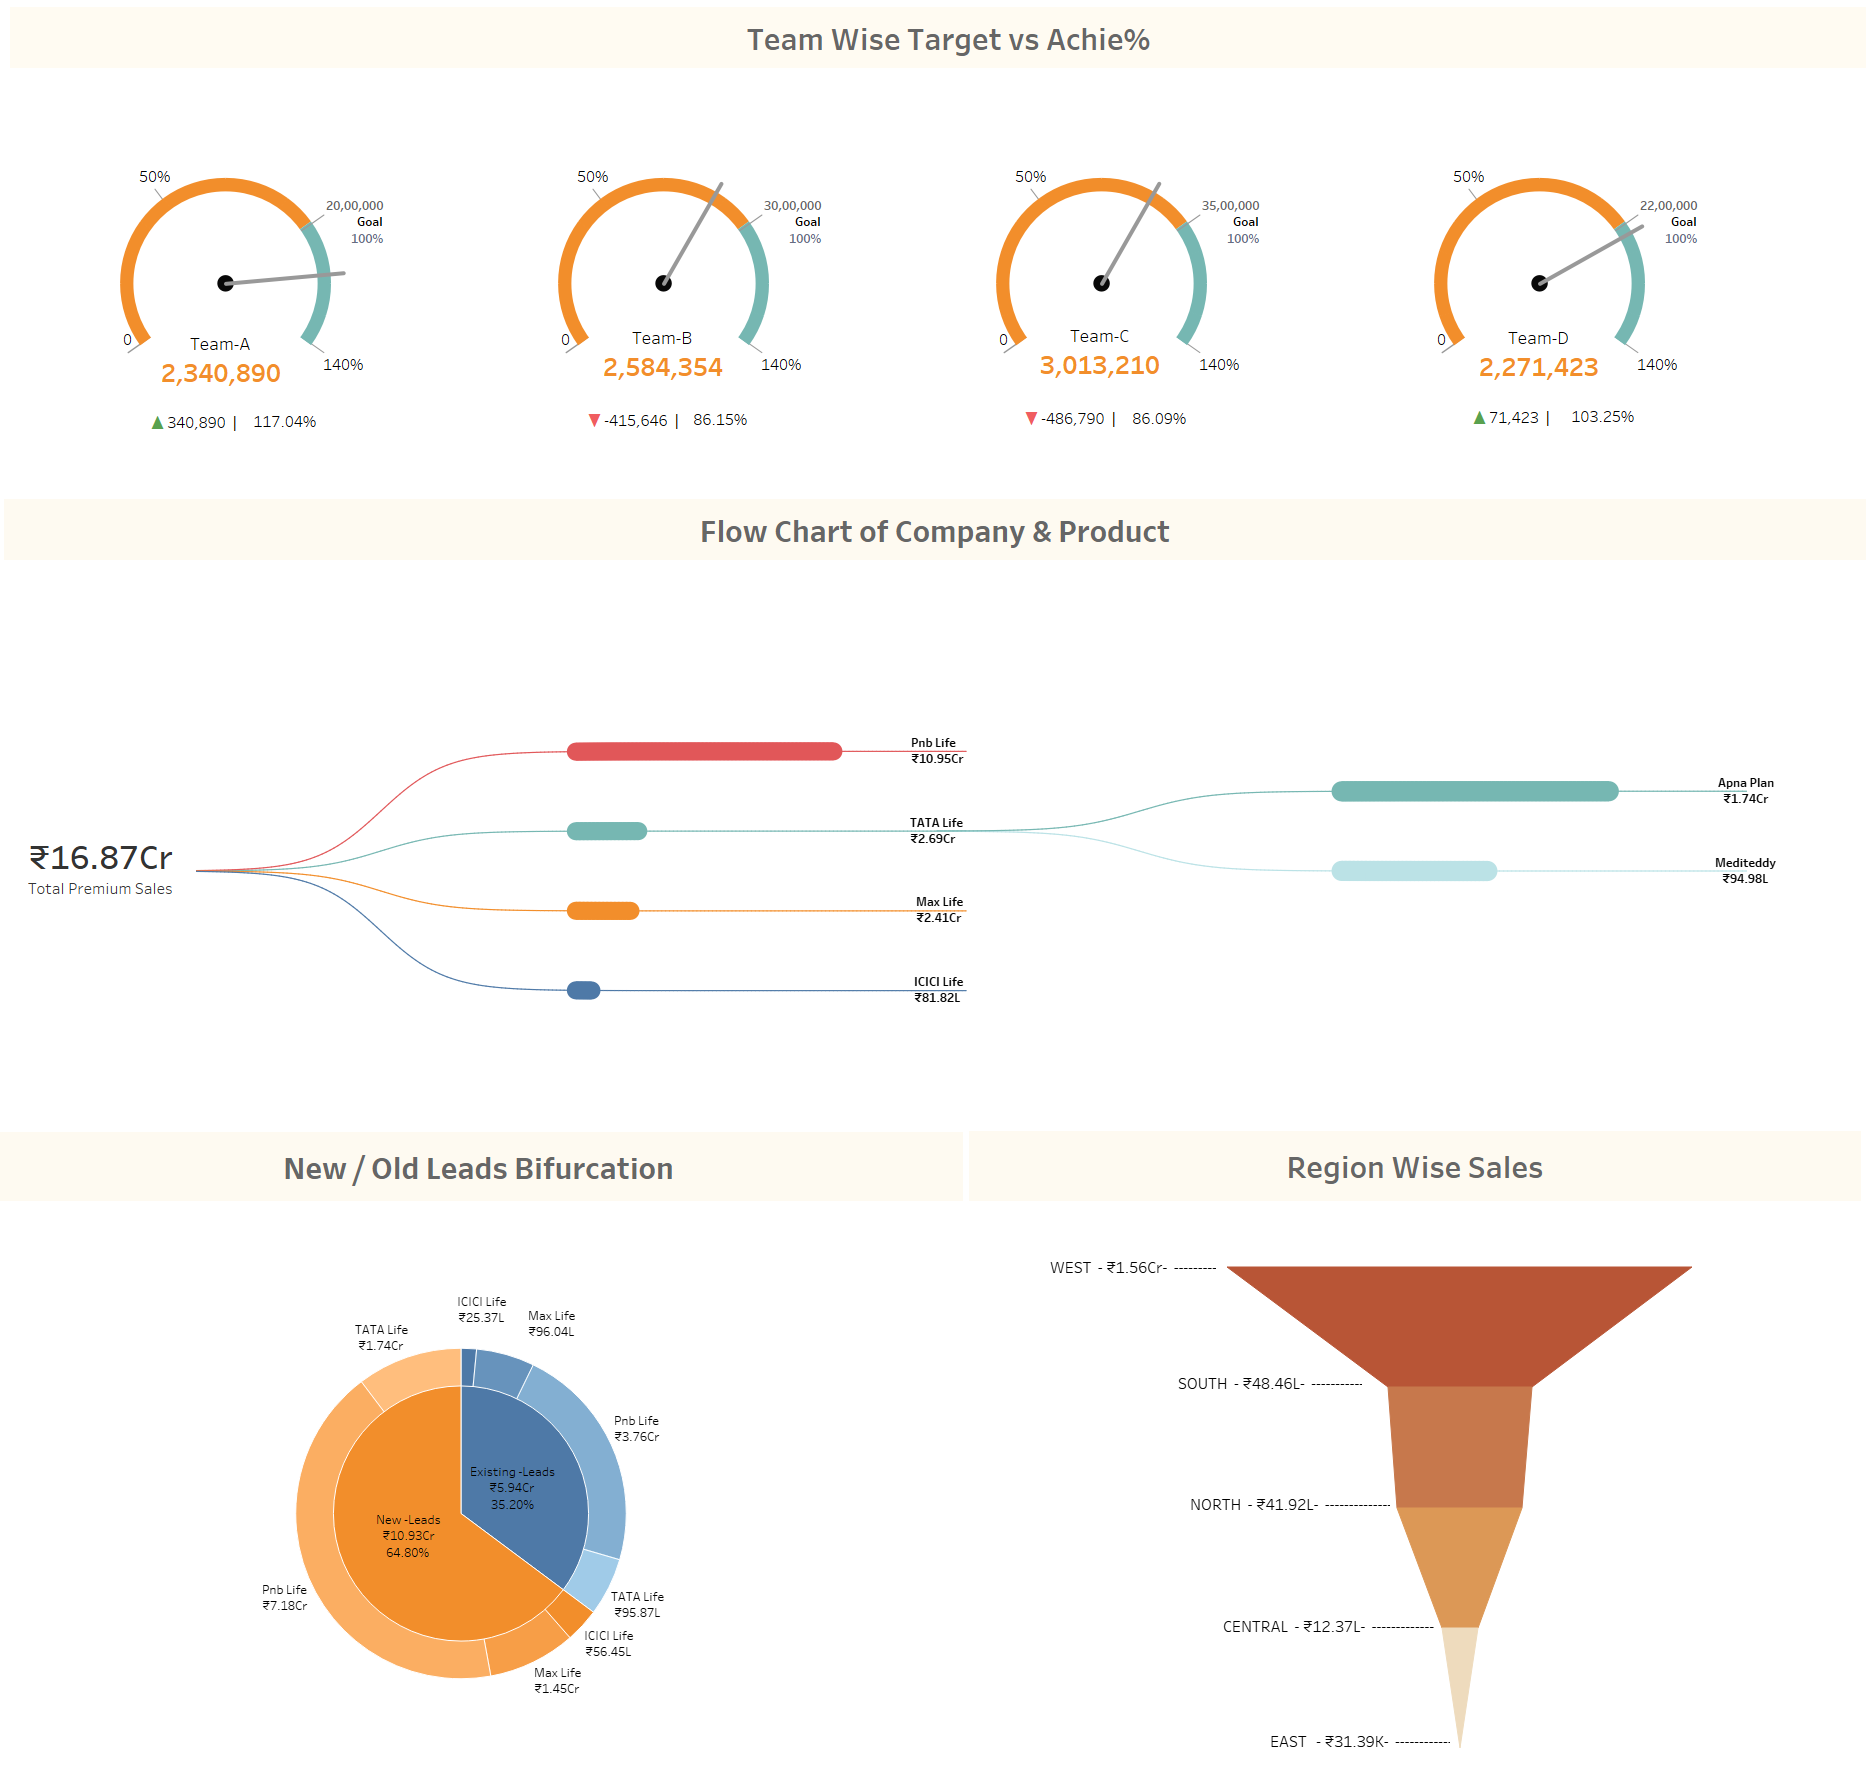 Team Wise Target vs Achie%
50%
20,00,000
Goal
100%
0
140%
Team-A
2,340,890
▲ 340,890 | 117.04%
50%
30,00,000
Goal
100%
0
140%
Team-B
2,584,354
▼ -415,646 | 86.15%
50%
35,00,000
Goal
100%
0
140%
Team-C
3,013,210
▼ -486,790 | 86.09%
50%
22,00,000
Goal
100%
0
140%
Team-D
2,271,423
▲ 71,423 | 103.25%
Flow Chart of Company & Product
₹16.87Cr
Total Premium Sales
Pnb Life
₹10.95Cr
TATA Life
₹2.69Cr
Max Life
₹2.41Cr
ICICI Life
₹81.82L
Apna Plan
₹1.74Cr
Mediteddy
₹94.98L
New / Old Leads Bifurcation
ICICI Life
₹25.37L
Max Life
₹96.04L
TATA Life
₹1.74Cr
Pnb Life
₹3.76Cr
Existing -Leads
₹5.94Cr
35.20%
New -Leads
₹10.93Cr
64.80%
Pnb Life
₹7.18Cr
TATA Life
₹95.87L
ICICI Life
₹56.45L
Max Life
₹1.45Cr
Region Wise Sales
WEST - ₹1.56Cr- ---------
SOUTH - ₹48.46L- -----------
NORTH - ₹41.92L- --------------
CENTRAL - ₹12.37L- -------------
EAST - ₹31.39K- ------------